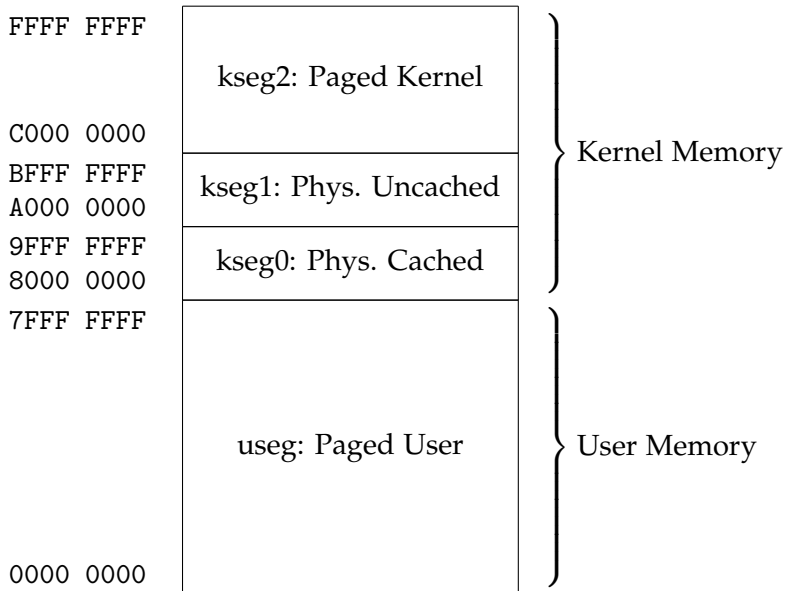 FFFF FFFF
kseg2: Paged Kernel
C000 0000
Kernel Memory
BFFF FFFF
kseg1: Phys. Uncached
A000 0000
9FFF FFFF
kseg0: Phys. Cached
8000 0000
7FFF FFFF
useg: Paged User
User Memory
0000 0000